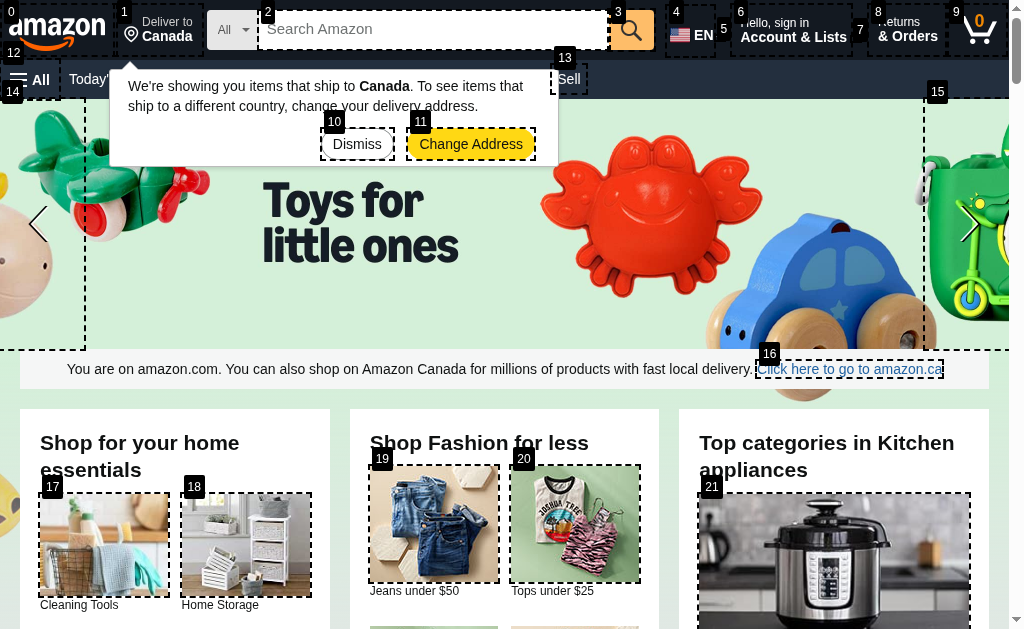 0
1
2
3
4
5
6
7
8
9
amazon
Deliver to
Canada
All
Search Amazon
EN
Hello, sign in
Account & Lists
Returns
& Orders
0
12
13
All
Today'
Sell
14
15
We're showing you items that ship to Canada. To see items that
ship to a different country, change your delivery address.
10
11
Dismiss
Change Address
Toys for
little ones
16
You are on amazon.com. You can also shop on Amazon Canada for millions of products with fast local delivery. Click here to go to amazon.ca
Shop for your home
essentials
17
18
Cleaning Tools
Home Storage
Shop Fashion for less
19
20
JOSHUA TREE
Jeans under $50
Tops under $25
Top categories in Kitchen
appliances
21